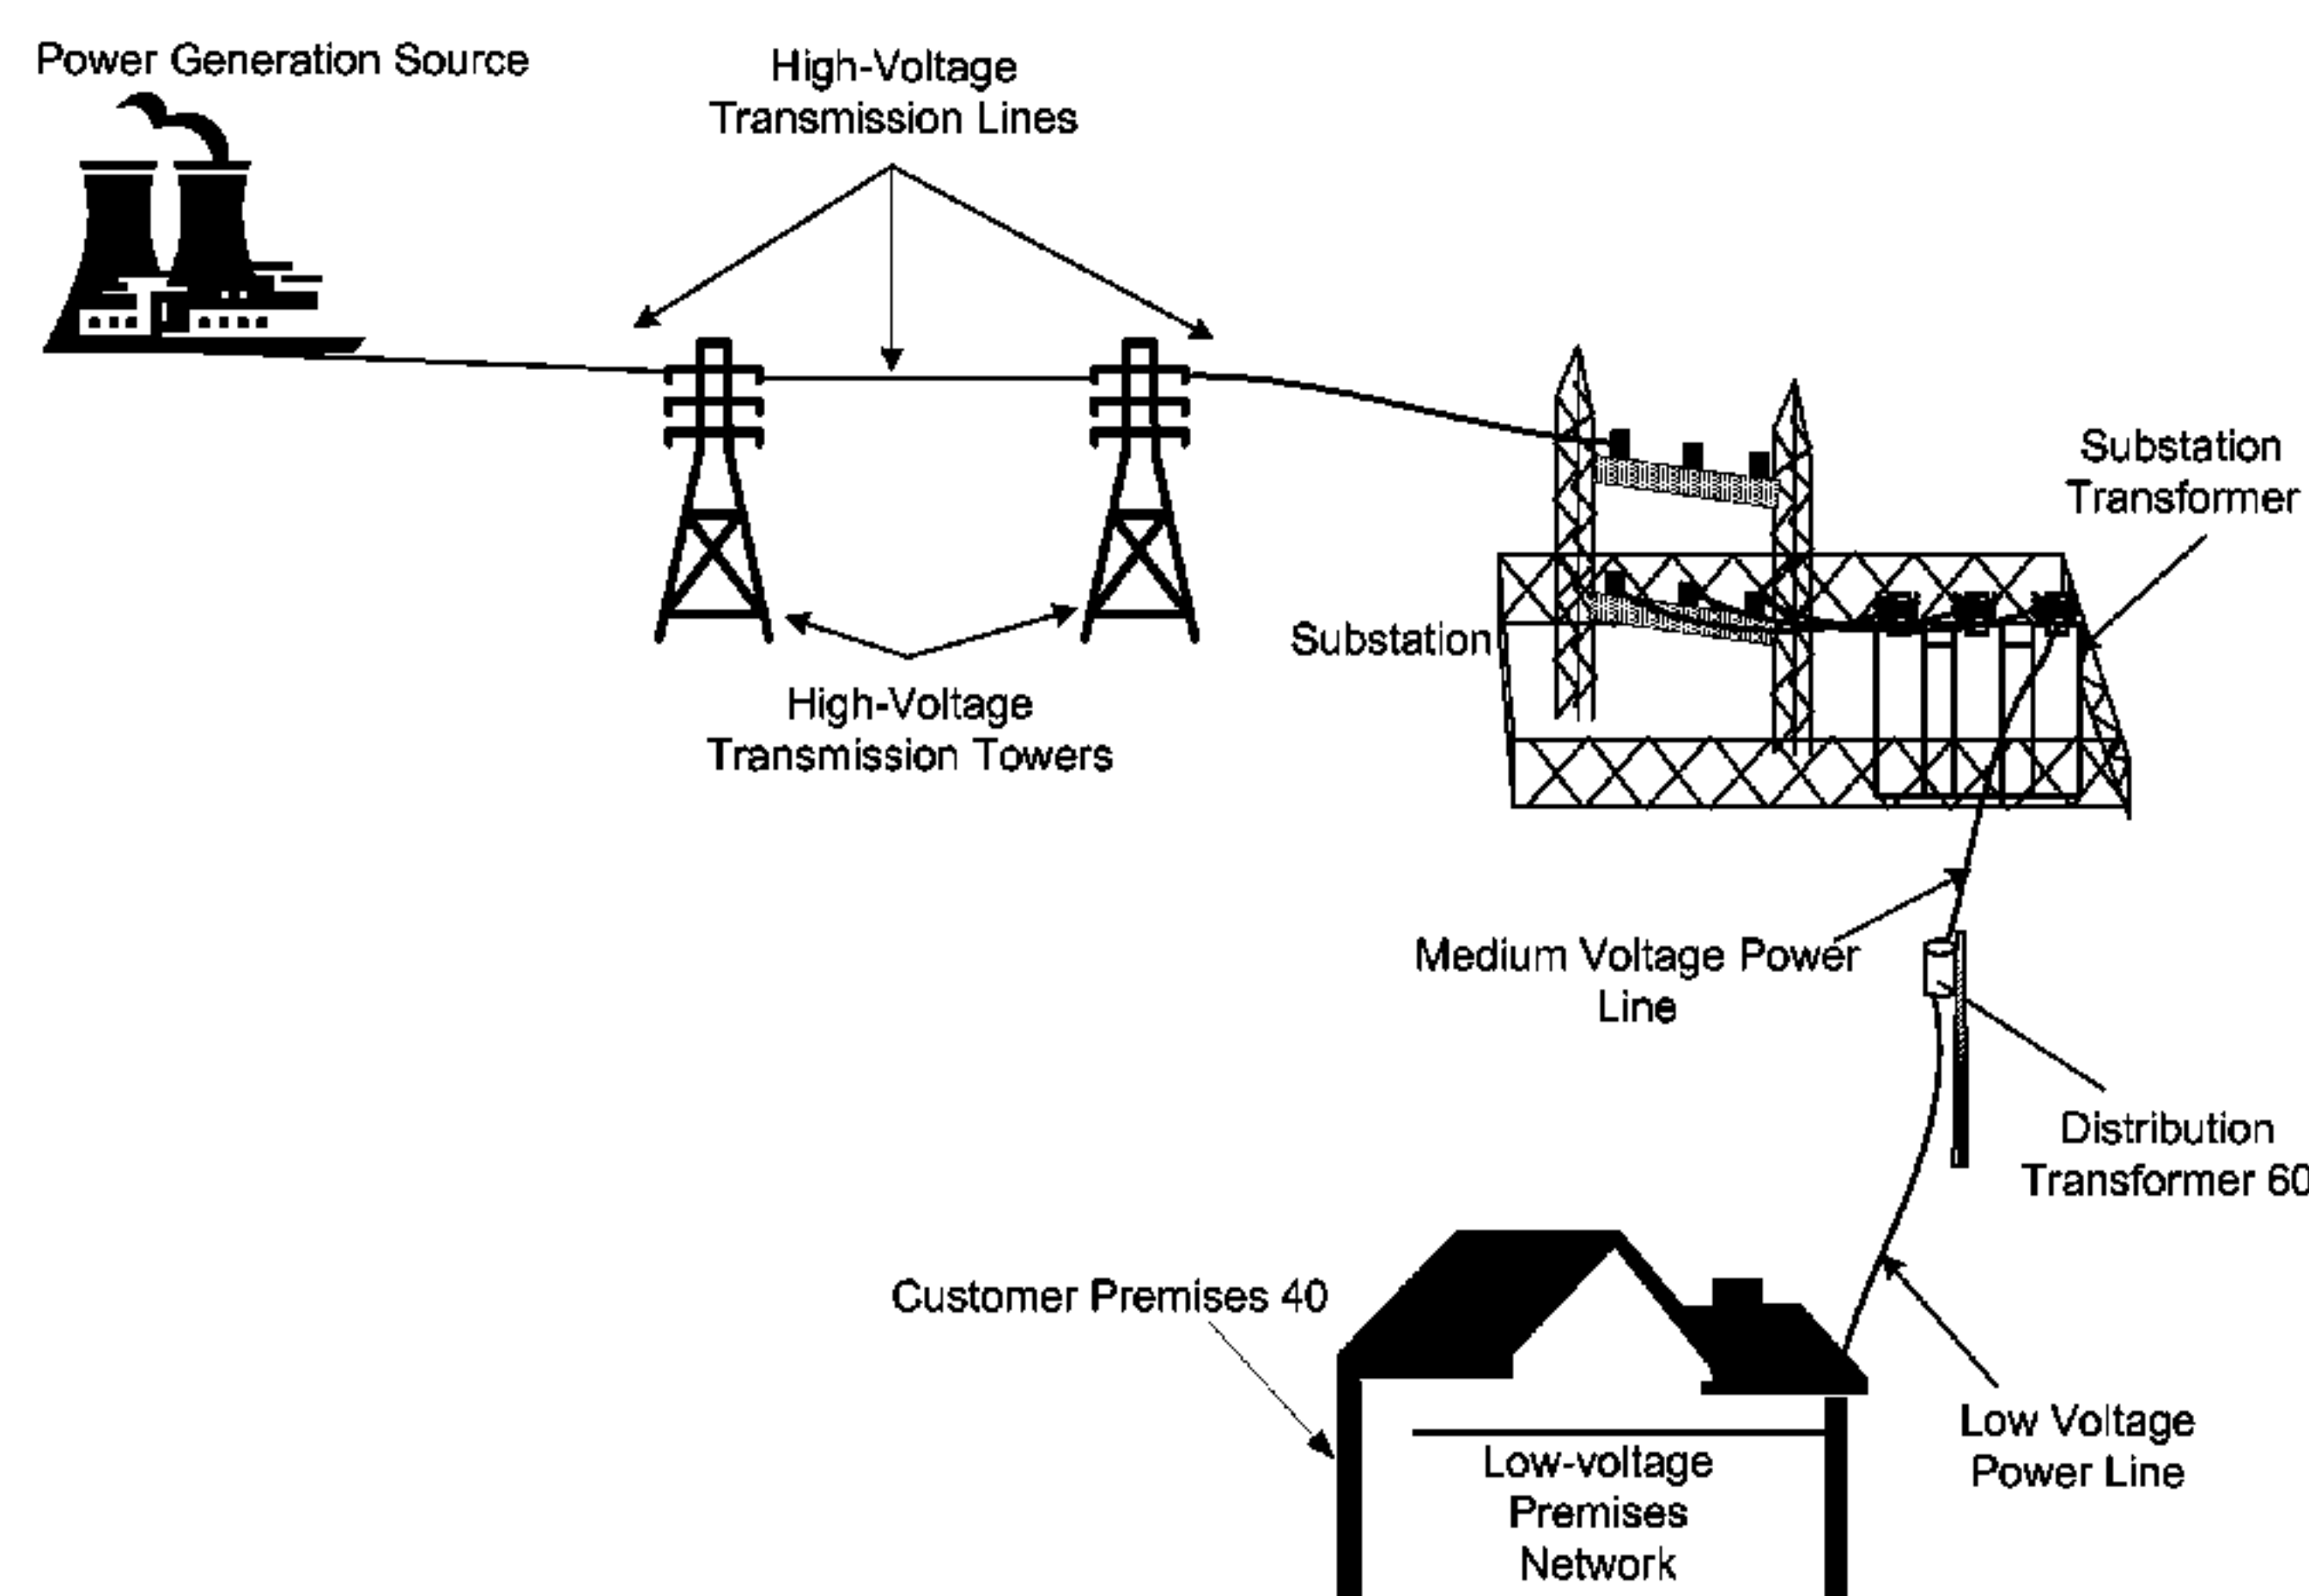 Power Generation Source
High-Voltage
Transmission Lines
Substation
Transformer
Substation
High-Voltage
Transmission Towers
Medium Voltage Power
Line
Distribution
Transformer 60
Customer Premises 40
Low Voltage
Power Line
Low-voltage
Premises
Network